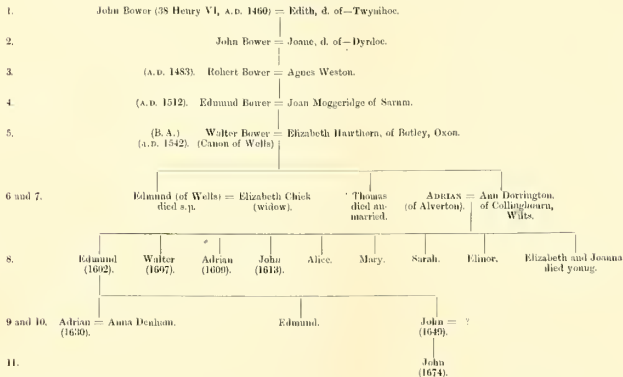 1. John Bower (38 Henry VI, A.D. 1460) = Edith, d. of—Twynihoe.
2. John Bower = Joane, d. of—Dyrdoe.
3. (A.D. 1483). Robert Bower = Agnes Weston.
4. (A.D. 1512). Edmund Bower = Joan Moggeridge of Sarum.
5. (B.A.) Walter Bower = Elizabeth Hawthorn, of Botley, Oxon.
(A.D. 1542). (Canon of Wells)
6 and 7. Edmund (of Wells) = Elizabeth Chick Thomas ADRIAN = Ann Dorrington,
died s.p. (widow). died un- (of Alverton). of Collingbourn,
married. Wilts.
8. Edmund Walter Adrian John Alice. Mary. Sarah. Elinor. Elizabeth and Joanna
(1602). (1607). (1609). (1613). died young.
9 and 10. Adrian = Anna Denham. Edmund. John = ?
(1630). (1649).
11. John
(1674).